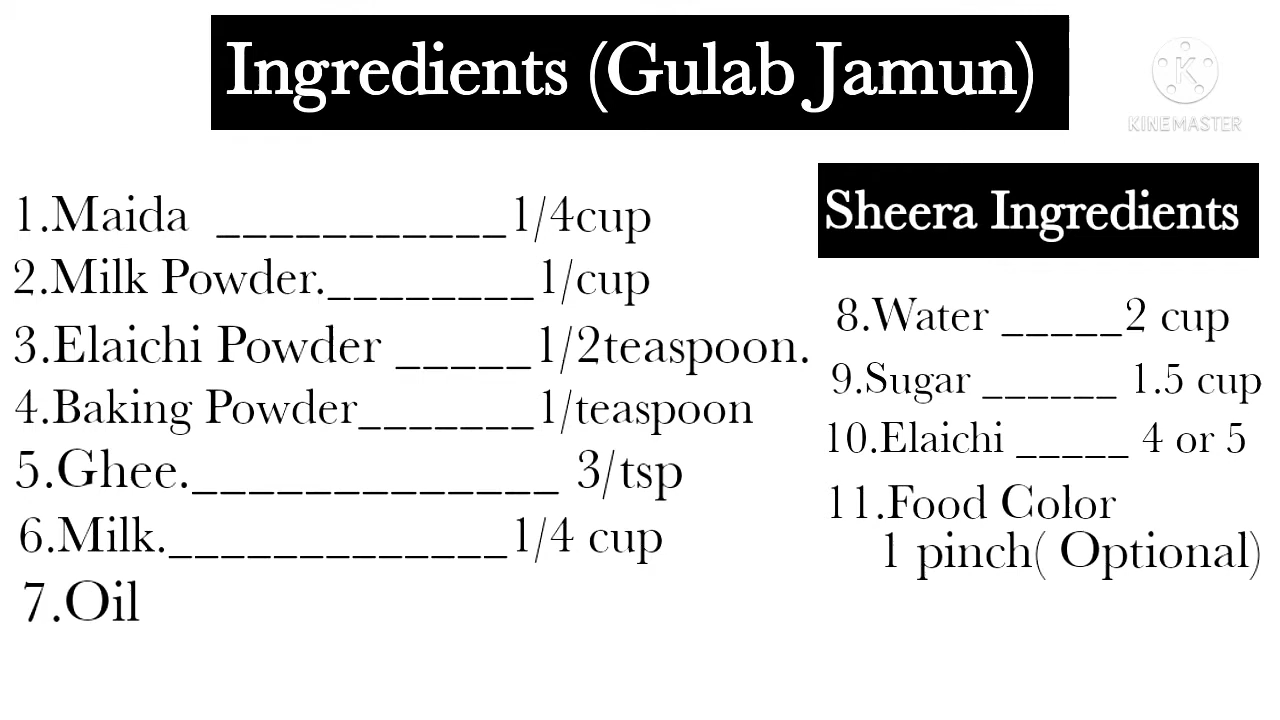 Ingredients (Gulab Jamun)
KINEMASTER
1.Maida ___________1/4cup
2.Milk Powder.________1/cup
3.Elaichi Powder _____1/2teaspoon.
4.Baking Powder_______1/teaspoon
5.Ghee._____________ 3/tsp
6.Milk._____________1/4 cup
7.Oil
Sheera Ingredients
8.Water _____2 cup
9.Sugar ______ 1.5 cup
10.Elaichi _____ 4 or 5
11.Food Color
1 pinch( Optional)